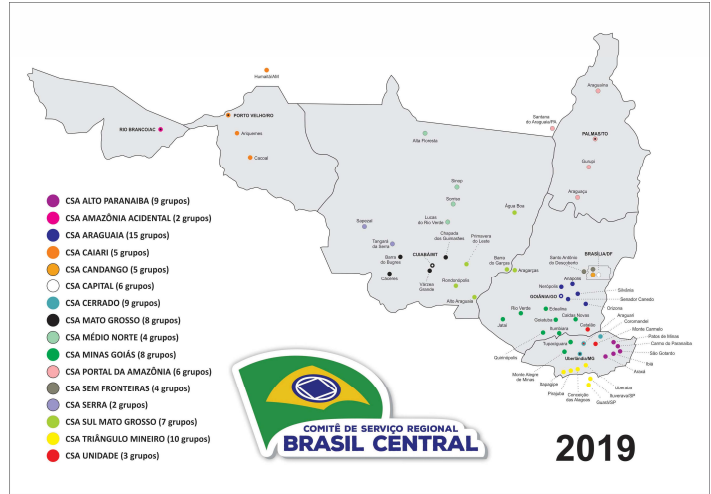 Humaitá/AM
PORTO VELHO/RO
RIO BRANCO/AC
Ariquemes
Cacoal
Alta Floresta
Sinop
Sorriso
Lucas
do Rio Verde
Água Boa
Sapezal
Tangará
da Serra
Chapada
dos Guimarães
Primavera
do Leste
Barra
do Bugres
CUIABÁ/MT
Cáceres
Várzea
Grande
Rondonópolis
Alto Araguaia
Barra
do Garças
Aragarças
Araguaína
Santana
do Araguaia/PA
PALMAS/TO
Gurupi
Araguaçu
BRASÍLIA/DF
Santo Antônio
do Descoberto
Anápolis
Nerópolis
GOIÂNIA/GO
Silvânia
Senador Canedo
Orizona
Rio Verde
Edealina
Jataí
Goiatuba
Caldas Novas
Itumbiara
Catalão
Araguari
Coromandel
Monte Carmelo
Patos de Minas
Carmo do Paranaíba
São Gotardo
Ibiá
Araxá
Tupaciguara
Uberlândia/MG
Quirinópolis
Monte Alegre
de Minas
Itapagipe
Pirajuba
Conceição
das Alagoas
Uberaba
Ituverava/SP
Guará/SP
CSA ALTO PARANAIBA (9 grupos)
CSA AMAZÔNIA ACIDENTAL (2 grupos)
CSA ARAGUAIA (15 grupos)
CSA CAIARI (5 grupos)
CSA CANDANGO (5 grupos)
CSA CAPITAL (6 grupos)
CSA CERRADO (9 grupos)
CSA MATO GROSSO (8 grupos)
CSA MÉDIO NORTE (4 grupos)
CSA MINAS GOIÁS (8 grupos)
CSA PORTAL DA AMAZÔNIA (6 grupos)
CSA SEM FRONTEIRAS (4 grupos)
CSA SERRA (2 grupos)
CSA SUL MATO GROSSO (7 grupos)
CSA TRIÂNGULO MINEIRO (10 grupos)
CSA UNIDADE (3 grupos)
COMITÊ DE SERVIÇO REGIONAL
BRASIL CENTRAL
2019